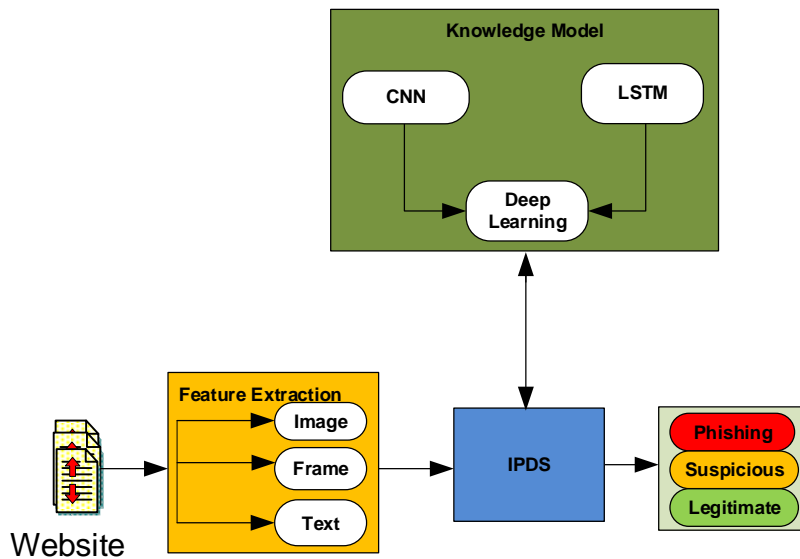 Knowledge Model
CNN
LSTM
Deep
Learning
Feature Extraction
Image
Frame
Text
Website
IPDS
Phishing
Suspicious
Legitimate